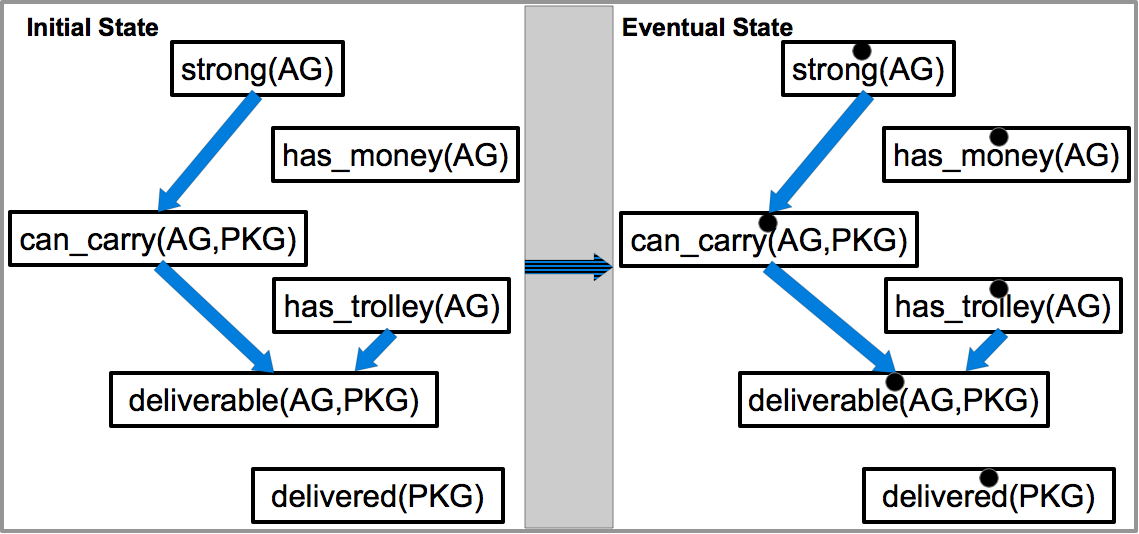 Initial State
strong(AG)
has_money(AG)
can_carry(AG,PKG)
has_trolley(AG)
deliverable(AG,PKG)
delivered(PKG)
Eventual State
strong(AG)
has_money(AG)
can_carry(AG,PKG)
has_trolley(AG)
deliverable(AG,PKG)
delivered(PKG)